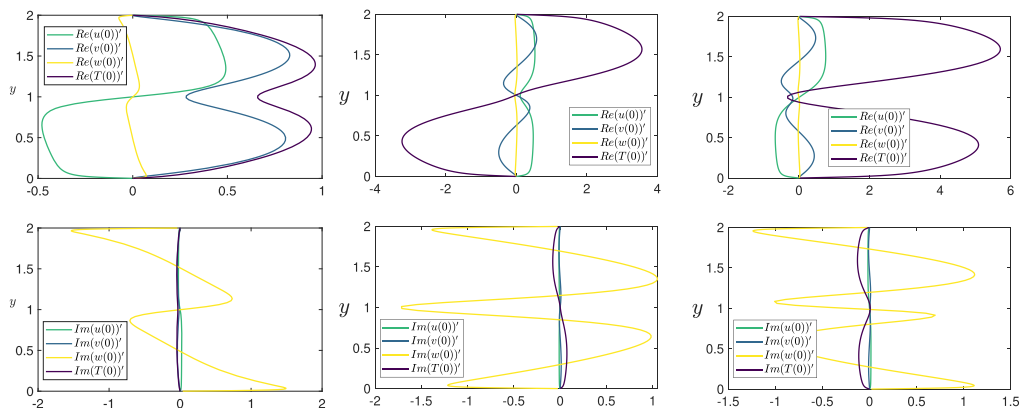 2
1.5
1
0.5
0
y
Re(u(0))′
Re(v(0))′
Re(w(0))′
Re(T(0))′
-0.5 0 0.5 1
2
1.5
1
0.5
0
y
Re(u(0))′
Re(v(0))′
Re(w(0))′
Re(T(0))′
-4 -2 0 2 4
2
1.5
1
0.5
0
y
Re(u(0))′
Re(v(0))′
Re(w(0))′
Re(T(0))′
-2 0 2 4 6
2
1.5
1
0.5
0
y
Im(u(0))′
Im(v(0))′
Im(w(0))′
Im(T(0))′
-2 -1 0 1 2
2
1.5
1
0.5
0
y
Im(u(0))′
Im(v(0))′
Im(w(0))′
Im(T(0))′
-2 -1.5 -1 -0.5 0 0.5 1
2
1.5
1
0.5
0
y
Im(u(0))′
Im(v(0))′
Im(w(0))′
Im(T(0))′
-1.5 -1 -0.5 0 0.5 1 1.5